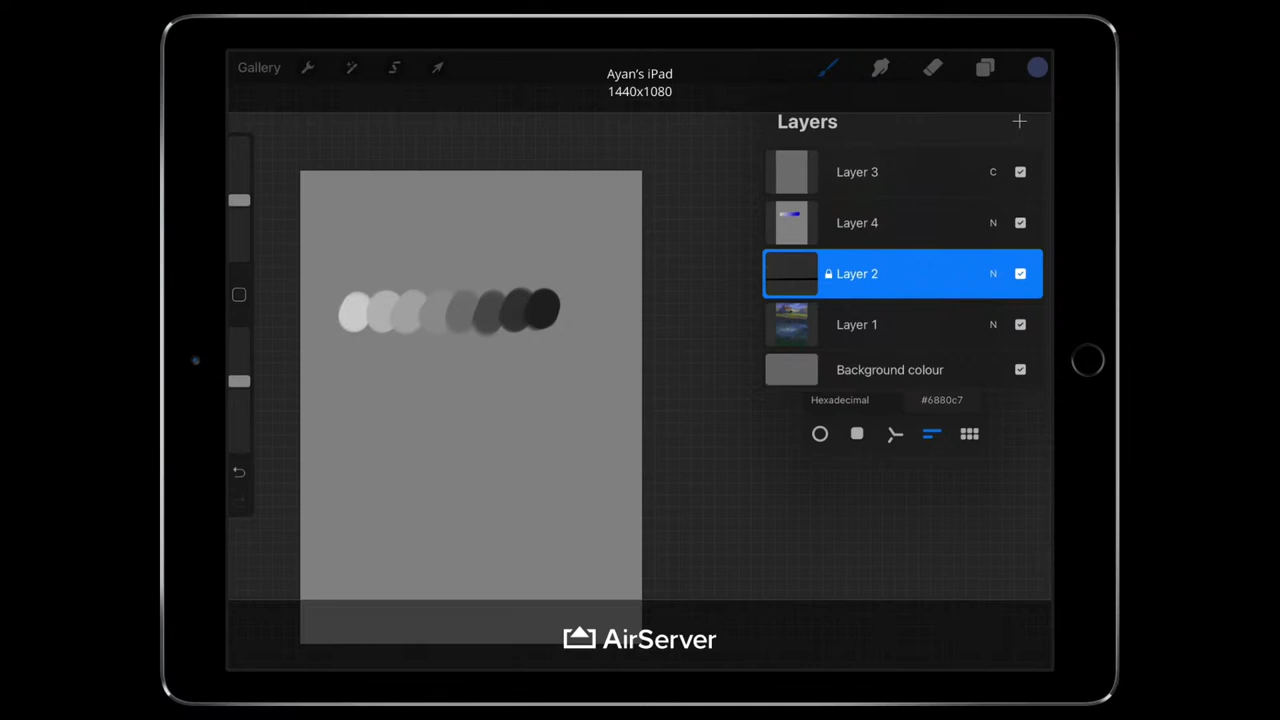 Gallery
Ayan's iPad
1440x1080
Layers
Layer 3 C
Layer 4 N
Layer 2 N
Layer 1 N
Background colour
Hexadecimal #6880c7
AirServer